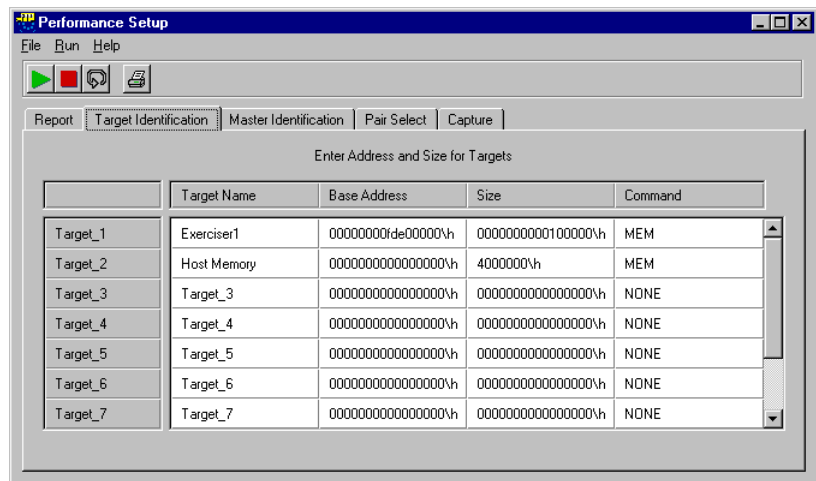 Performance Setup
File Run Help
Report Target Identification Master Identification Pair Select Capture
Enter Address and Size for Targets
Target Name Base Address Size Command
Target_1 Exerciser1 00000000fde00000\h 0000000000100000\h MEM
Target_2 Host Memory 0000000000000000\h 4000000\h MEM
Target_3 Target_3 0000000000000000\h 0000000000000000\h NONE
Target_4 Target_4 0000000000000000\h 0000000000000000\h NONE
Target_5 Target_5 0000000000000000\h 0000000000000000\h NONE
Target_6 Target_6 0000000000000000\h 0000000000000000\h NONE
Target_7 Target_7 0000000000000000\h 0000000000000000\h NONE